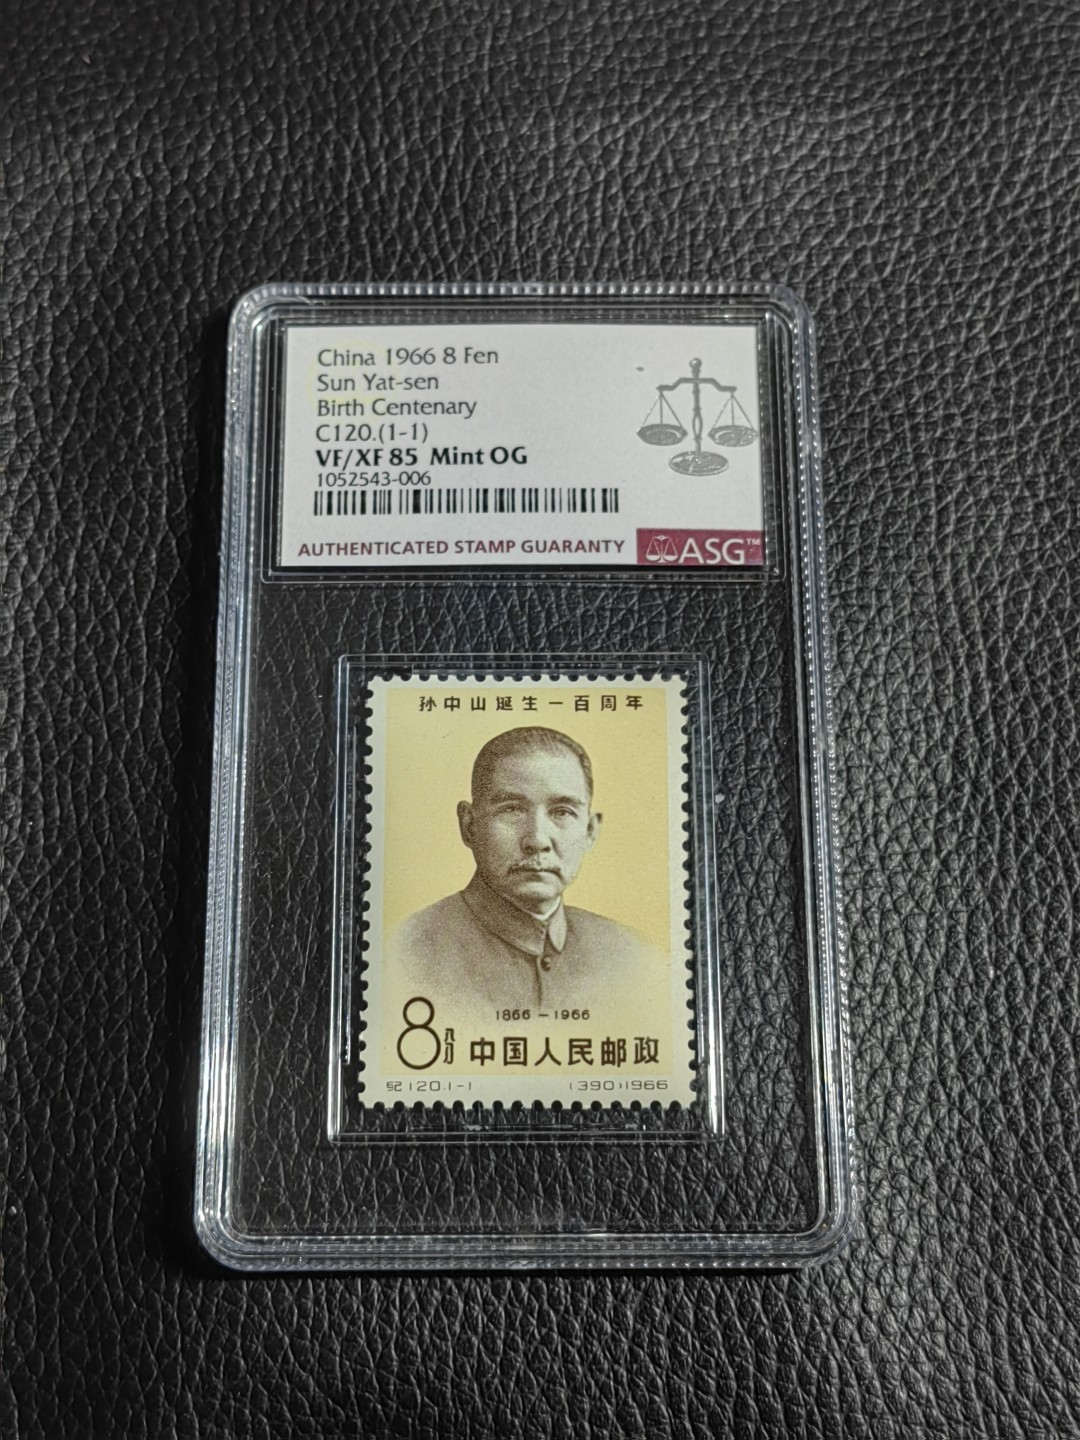 China 1966 8 Fen
Sun Yat-sen
Birth Centenary
C120.(1-1)
VF/XF 85 Mint OG
1052543-006
AUTHENTICATED STAMP GUARANTY
ASG™
孙中山诞生一百周年
1866-1966
8分 中国人民邮政
纪120.1-1 (390)1966